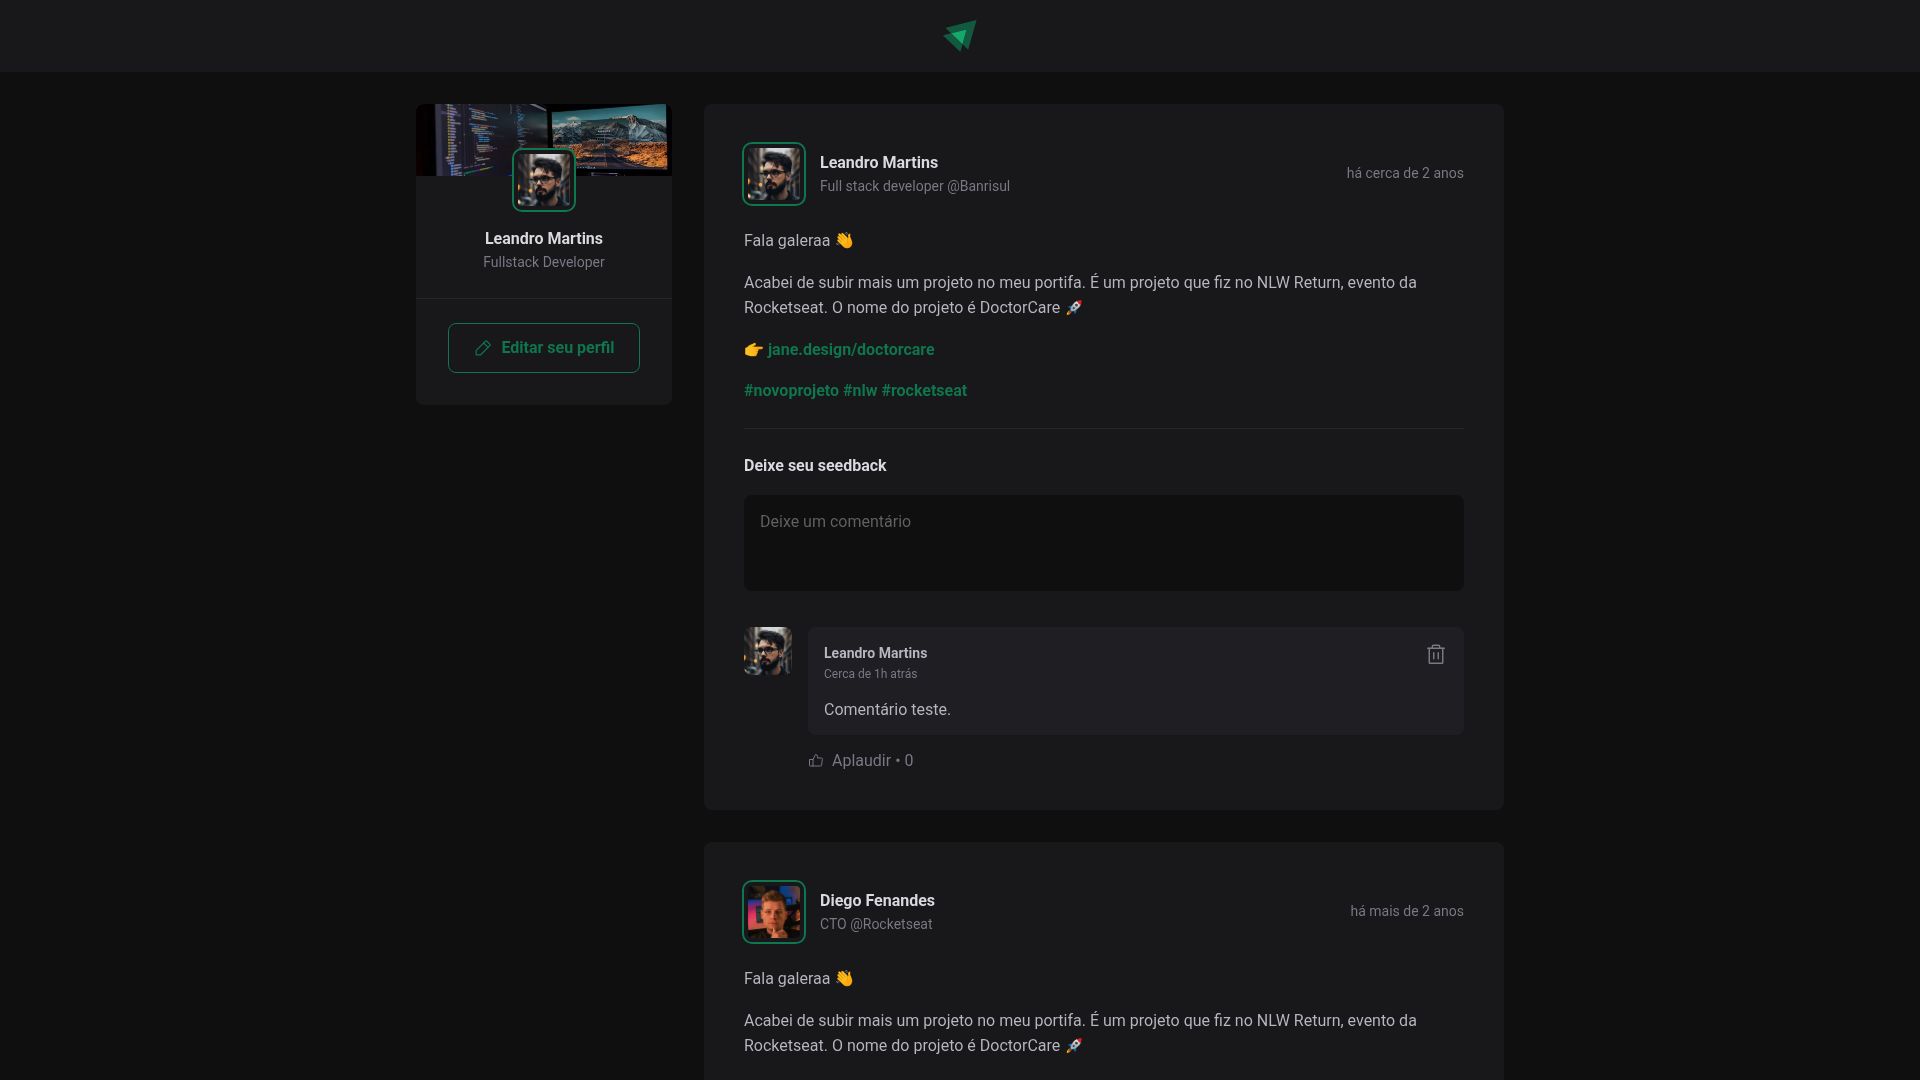 Leandro Martins
Fullstack Developer
Editar seu perfil
Leandro Martins
Full stack developer @Banrisul
há cerca de 2 anos
Fala galeraa 👋
Acabei de subir mais um projeto no meu portifa. É um projeto que fiz no NLW Return, evento da
Rocketseat. O nome do projeto é DoctorCare 🚀
👉 jane.design/doctorcare
#novoprojeto #nlw #rocketseat
Deixe seu seedback
Deixe um comentário
Leandro Martins
Cerca de 1h atrás
Comentário teste.
Aplaudir • 0
Diego Fenandes
CTO @Rocketseat
há mais de 2 anos
Fala galeraa 👋
Acabei de subir mais um projeto no meu portifa. É um projeto que fiz no NLW Return, evento da
Rocketseat. O nome do projeto é DoctorCare 🚀